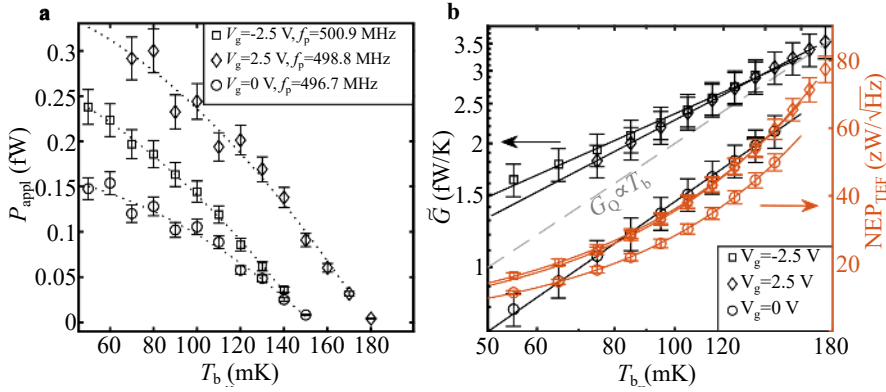 a
V_g=-2.5 V, f_p=500.9 MHz
V_g=2.5 V, f_p=498.8 MHz
V_g=0 V, f_p=496.7 MHz
0.3
0.25
0.2
0.15
0.1
0.05
0
P_appl (fW)
60 80 100 120 140 160 180
T_b (mK)
b
3.5
3
2.5
2
1.5
1
G̃ (fW/K)
G̃_Q∝T_b
V_g=-2.5 V
V_g=2.5 V
V_g=0 V
80
60
40
20
NEP_TEF (zW/√Hz)
50 60 80 100 120 140 180
T_b (mK)